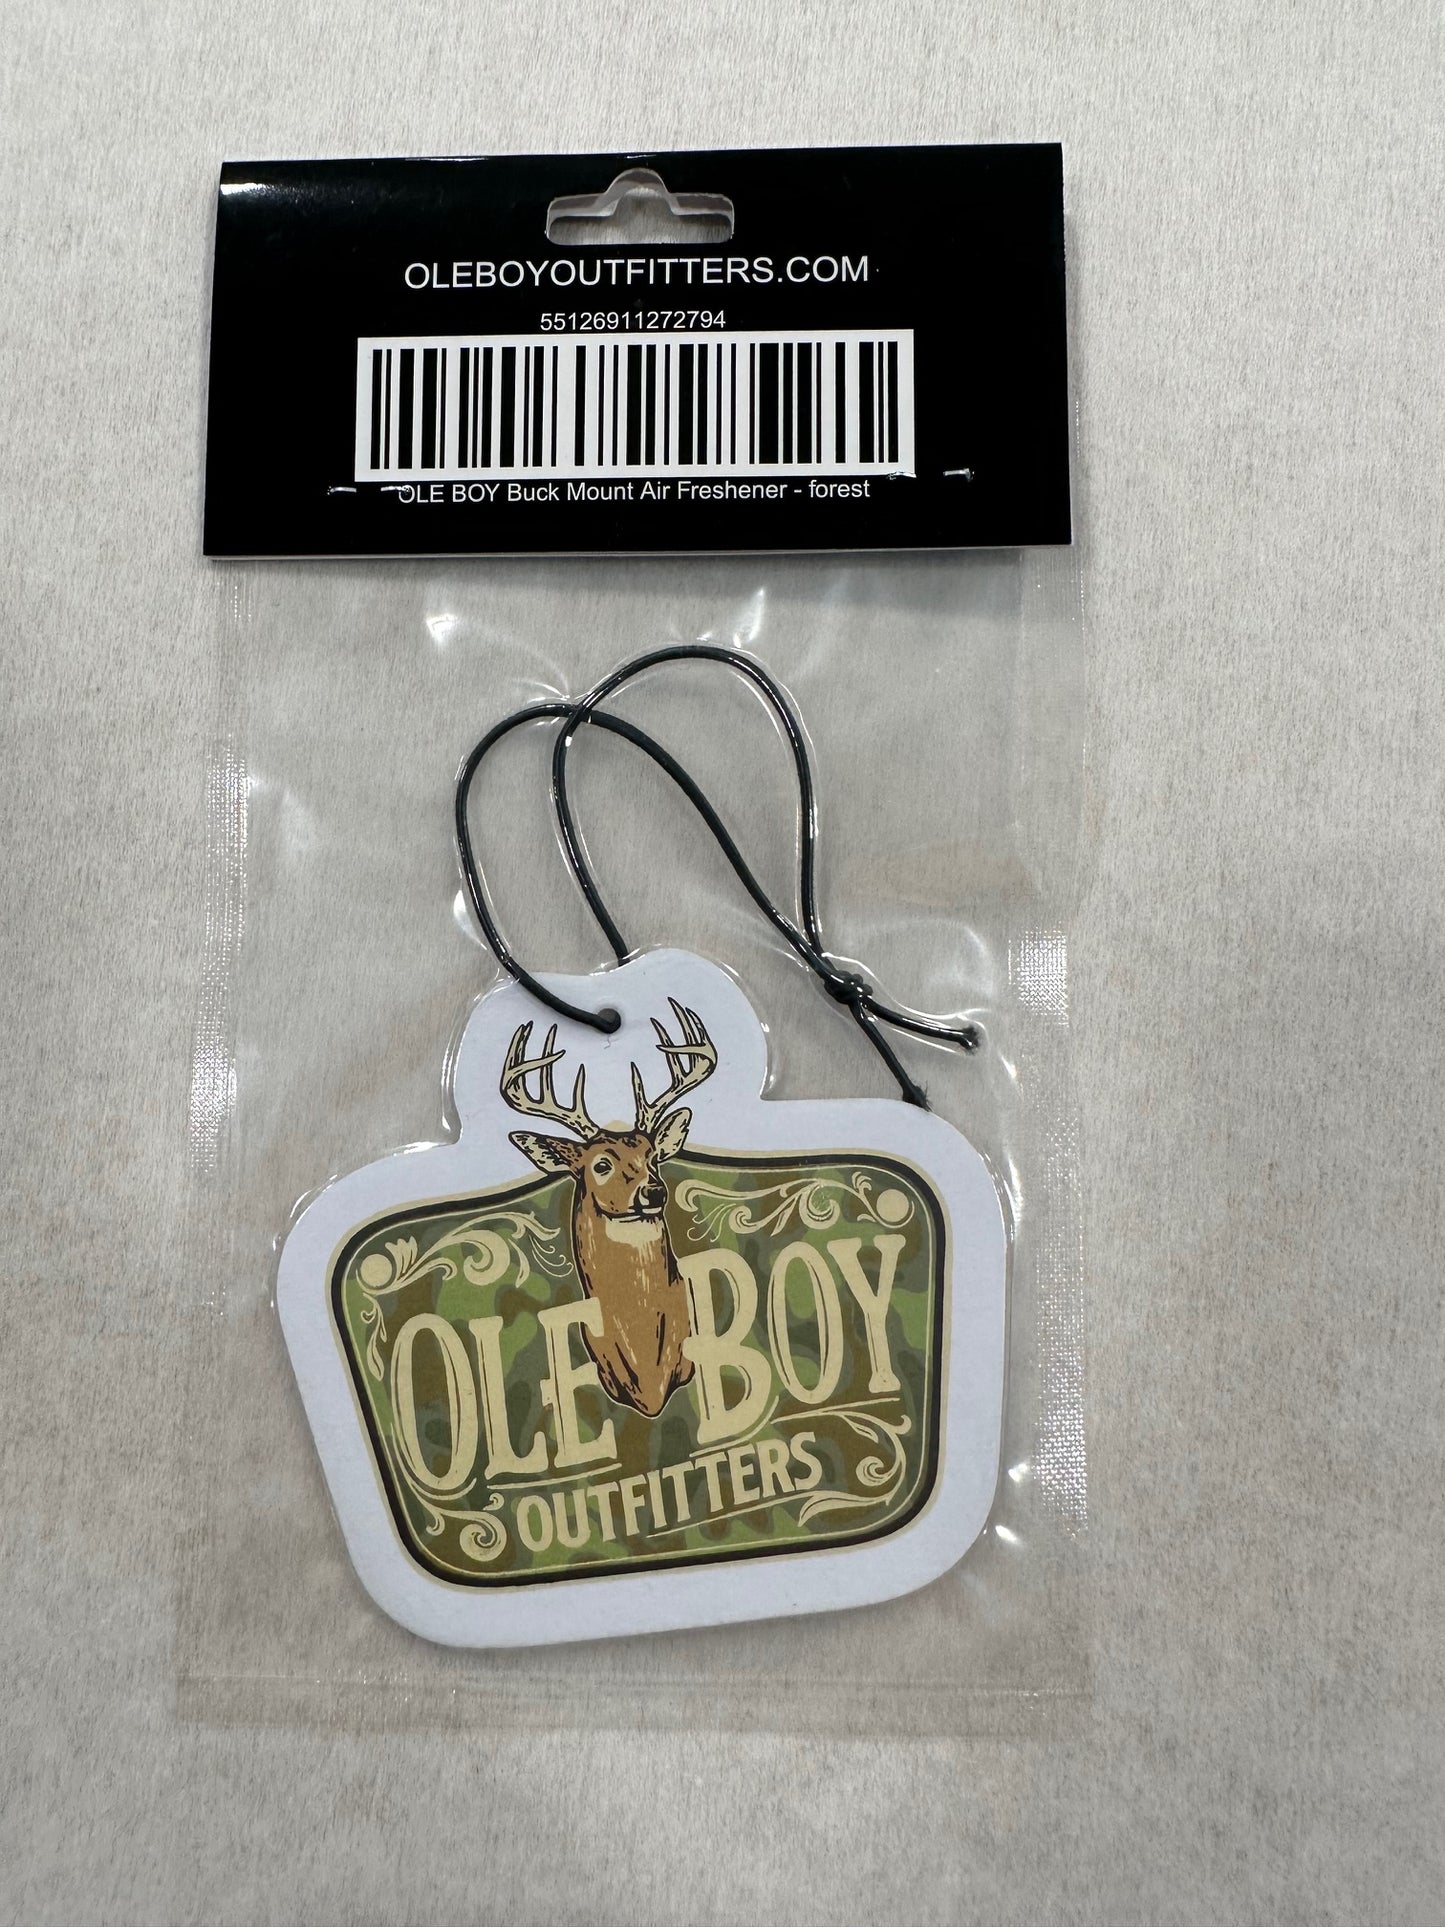 OLEBOYOUTFITTERS.COM
55126911272794
OLE BOY Buck Mount Air Freshener - forest
OLE BOY
OUTFITTERS